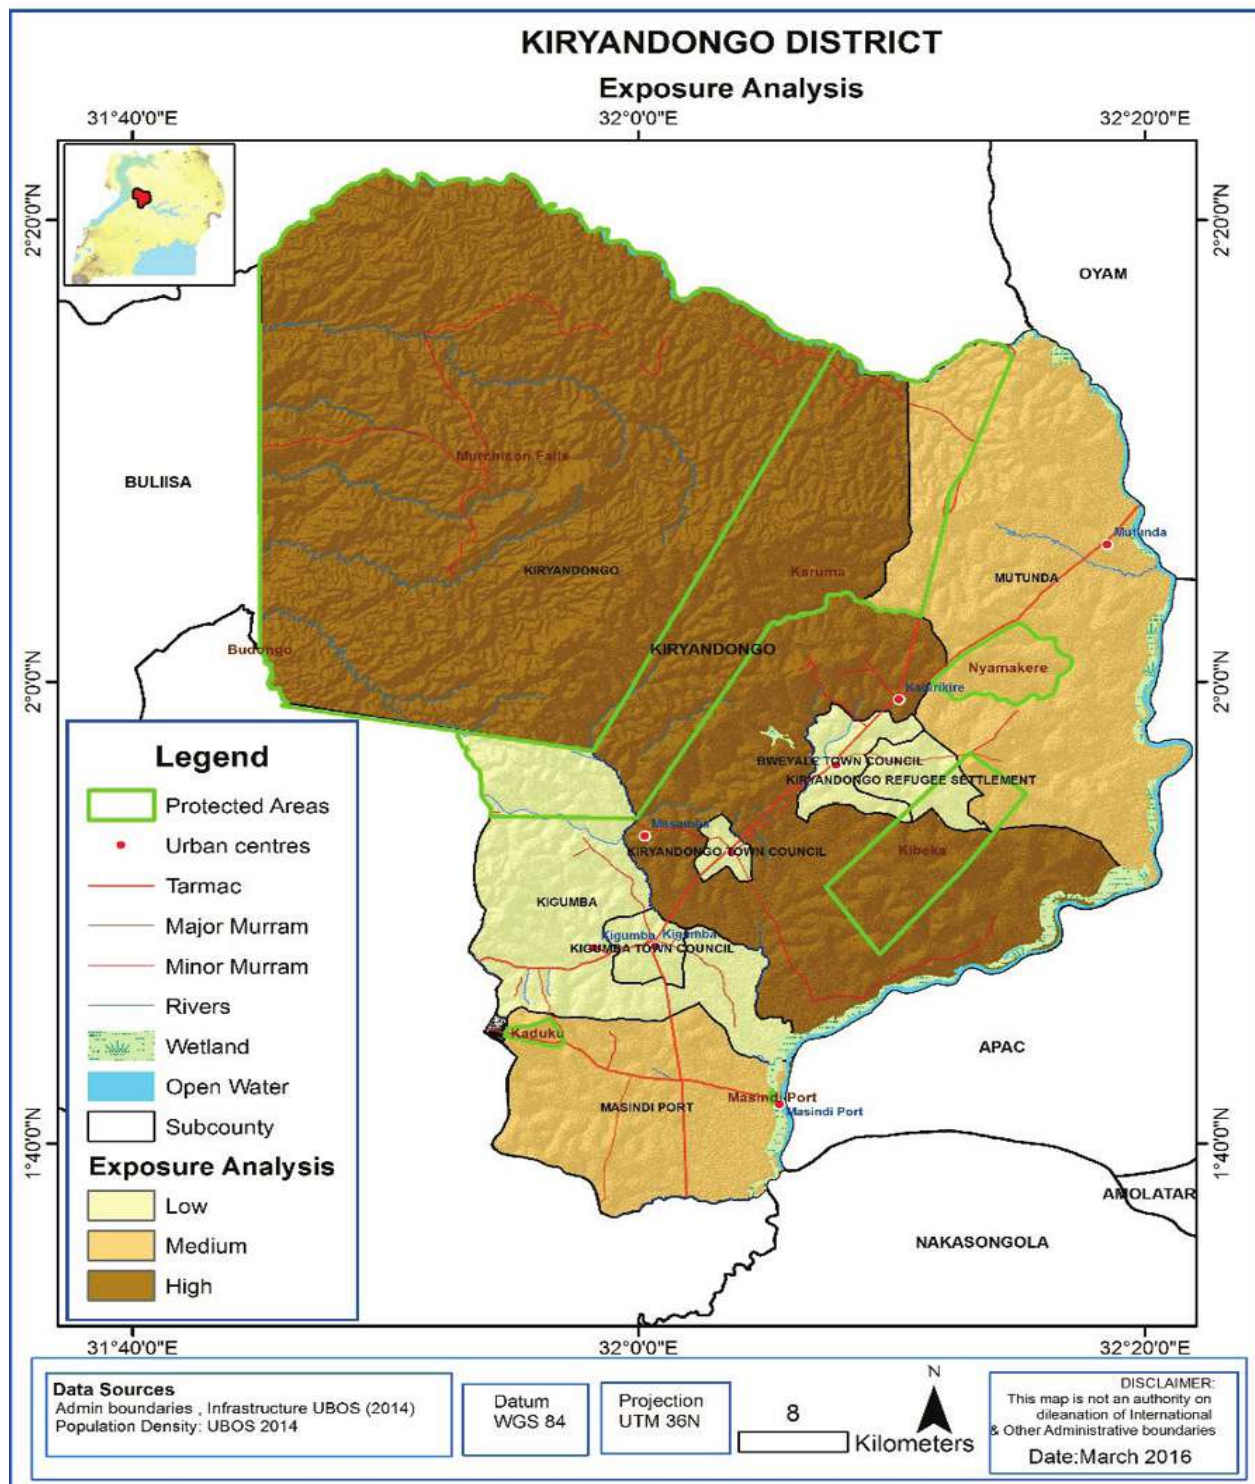 KIRYANDONGO DISTRICT
Exposure Analysis
31°40'0"E
32°0'0"E
32°20'0"E
2°20'0"N
2°20'0"N
OYAM
BULIISA
Murchison Falls
Mutunda
KIRYANDONGO
Karuma
MUTUNDA
Budongo
KIRYANDONGO
Nyamakere
2°0'0"N
2°0'0"N
BWEYALE TOWN COUNCIL
KIRYANDONGO REFUGEE SETTLEMENT
Masamba
KIRYANDONGO TOWN COUNCIL
Kibeka
KIGUMBA
Kigumba
Kigumba
KIGUMBA TOWN COUNCIL
Kaduku
APAC
Masindi Port
MASINDI PORT
Masindi Port
1°40'0"N
1°40'0"N
AMOLATAR
NAKASONGOLA
Legend
Protected Areas
Urban centres
Tarmac
Major Murram
Minor Murram
Rivers
Wetland
Open Water
Subcounty
Exposure Analysis
Low
Medium
High
31°40'0"E
32°0'0"E
32°20'0"E
Data Sources
Admin boundaries , Infrastructure UBOS (2014)
Population Density: UBOS 2014
Datum
WGS 84
Projection
UTM 36N
8
Kilometers
N
DISCLAIMER:
This map is not an authority on
dileanation of International
& Other Administrative boundaries
Date:March 2016